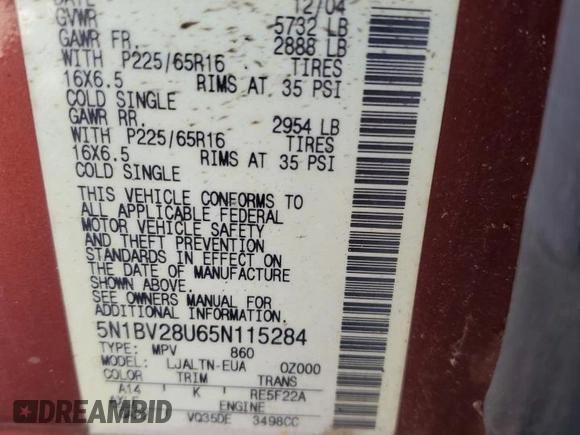 DATE 12/04
GVWR 5732 LB
GAWR FR. 2888 LB
WITH P225/65R16 TIRES
16X6.5 RIMS AT 35 PSI
COLD SINGLE
GAWR RR. 2954 LB
WITH P225/65R16 TIRES
16X6.5 RIMS AT 35 PSI
COLD SINGLE
THIS VEHICLE CONFORMS TO
ALL APPLICABLE FEDERAL
MOTOR VEHICLE SAFETY
AND THEFT PREVENTION
STANDARDS IN EFFECT ON
THE DATE OF MANUFACTURE
SHOWN ABOVE.
SEE OWNERS MANUAL FOR
ADDITIONAL INFORMATION.
5N1BV28U65N115284
TYPE: MPV 860
MODEL: LJALTN-EUA 0Z000
COLOR TRIM TRANS
A14 K RE5F22A
AXLE ENGINE
VQ35DE 3498CC
DREAMBID